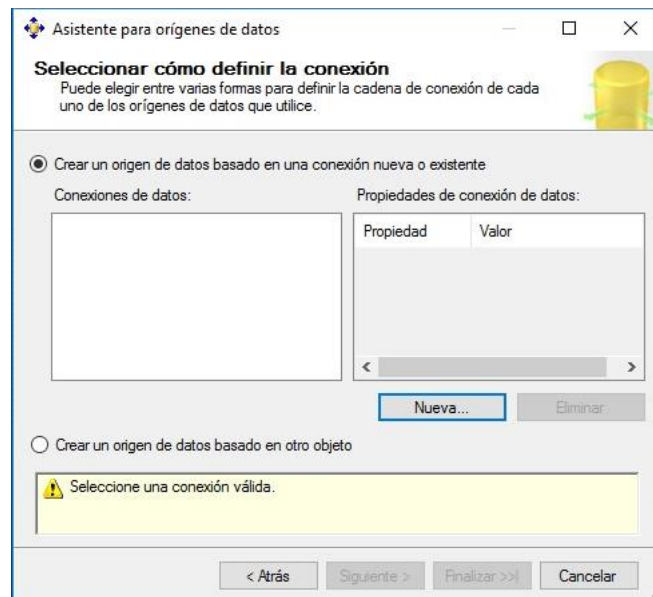 Asistente para orígenes de datos
Seleccionar cómo definir la conexión
Puede elegir entre varias formas para definir la cadena de conexión de cada
uno de los orígenes de datos que utilice.
Crear un origen de datos basado en una conexión nueva o existente
Conexiones de datos:
Propiedades de conexión de datos:
Propiedad
Valor
Nueva...
Eliminar
Crear un origen de datos basado en otro objeto
Seleccione una conexión válida.
< Atrás
Siguiente >
Finalizar >>|
Cancelar